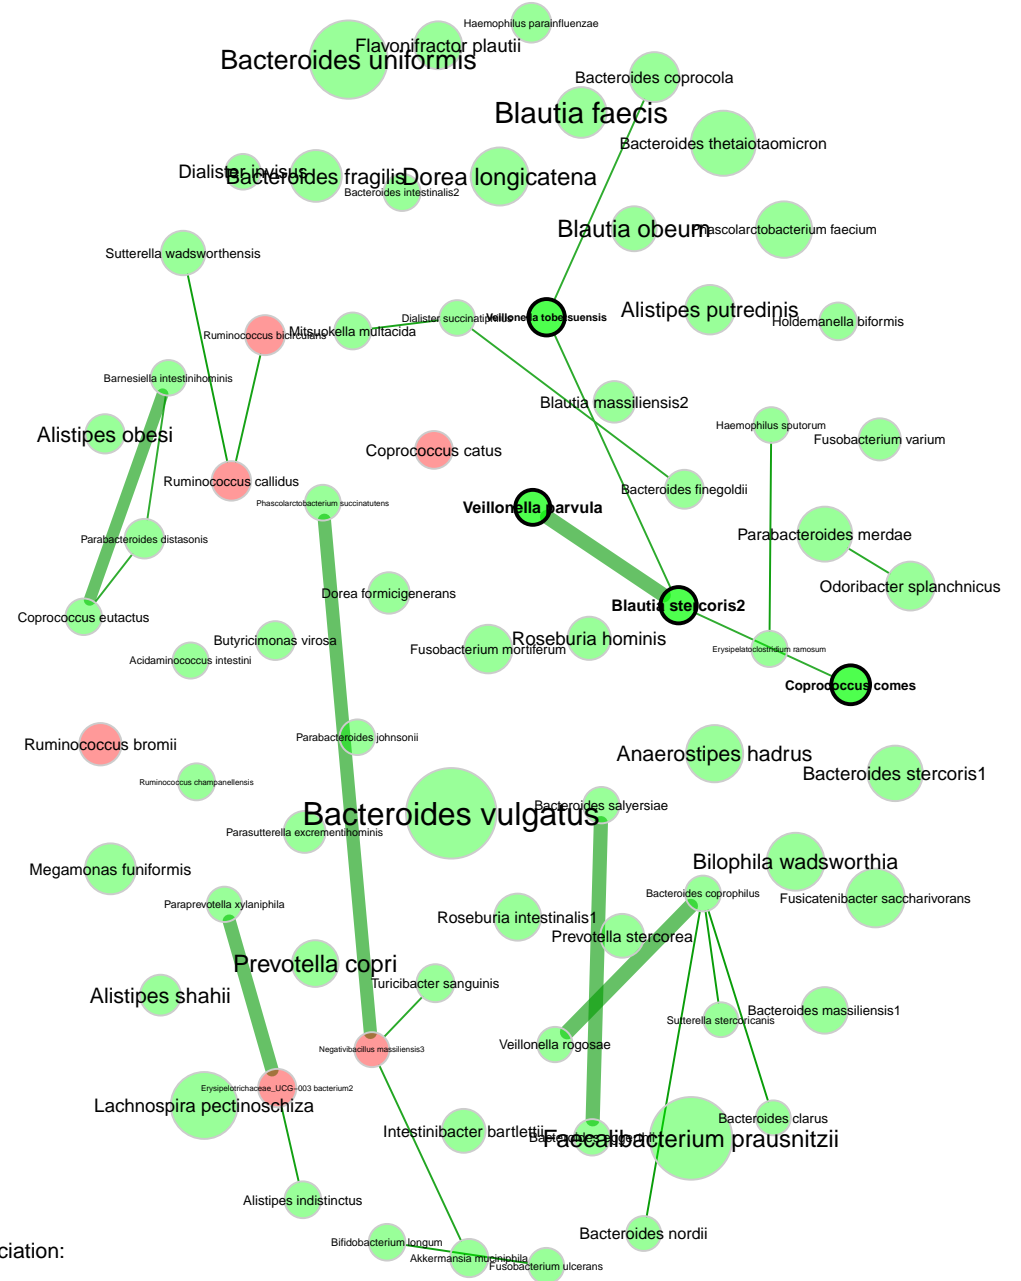 Haemophilus parainfluenzae
Flavonifractor plautii
Bacteroides uniformis
Bacteroides coprocola
Blautia faecis
Bacteroides thetaiotaomicron
Dialister invisus
Bacteroides fragilis
Dorea longicatena
Bacteroides intestinalis2
Blautia obeum
Phascolarctobacterium faecium
Sutterella wadsworthensis
Alistipes putredinis
Holdemanella biformis
Dialister succinatiphilus
Veillonella tobetsuensis
Mitsuokella multacida
Ruminococcus bicirculans
Barnesiella intestinihominis
Blautia massiliensis2
Haemophilus sputorum
Fusobacterium varium
Alistipes obesi
Coprococcus catus
Ruminococcus callidus
Bacteroides finegoldii
Phascolarctobacterium succinatutens
Veillonella parvula
Parabacteroides merdae
Parabacteroides distasonis
Odoribacter splanchnicus
Dorea formicigenerans
Blautia stercoris2
Coprococcus eutactus
Butyricimonas virosa
Roseburia hominis
Fusobacterium mortiferum
Erysipelatoclostridium ramosum
Acidaminococcus intestini
Coprococcus comes
Parabacteroides johnsonii
Ruminococcus bromii
Anaerostipes hadrus
Bacteroides stercoris1
Ruminococcus champanellensis
Bacteroides salyersiae
Bacteroides vulgatus
Parasutterella excrementihominis
Bilophila wadsworthia
Megamonas funiformis
Bacteroides coprophilus
Fusicatenibacter saccharivorans
Paraprevotella xylaniphila
Roseburia intestinalis1
Prevotella stercorea
Prevotella copri
Turicibacter sanguinis
Alistipes shahii
Bacteroides massiliensis1
Sutterella stercoricanis
Veillonella rogosae
Negativibacillus massiliensis3
Erysipelotrichaceae_UCG−003 bacterium2
Lachnospira pectinoschiza
Bacteroides clarus
Intestinibacter bartlettii
Bacteroides eggerthii
Faecalibacterium prausnitzii
Alistipes indistinctus
Bacteroides nordii
Bifidobacterium longum
Akkermansia muciniphila
Fusobacterium ulcerans
ciation: